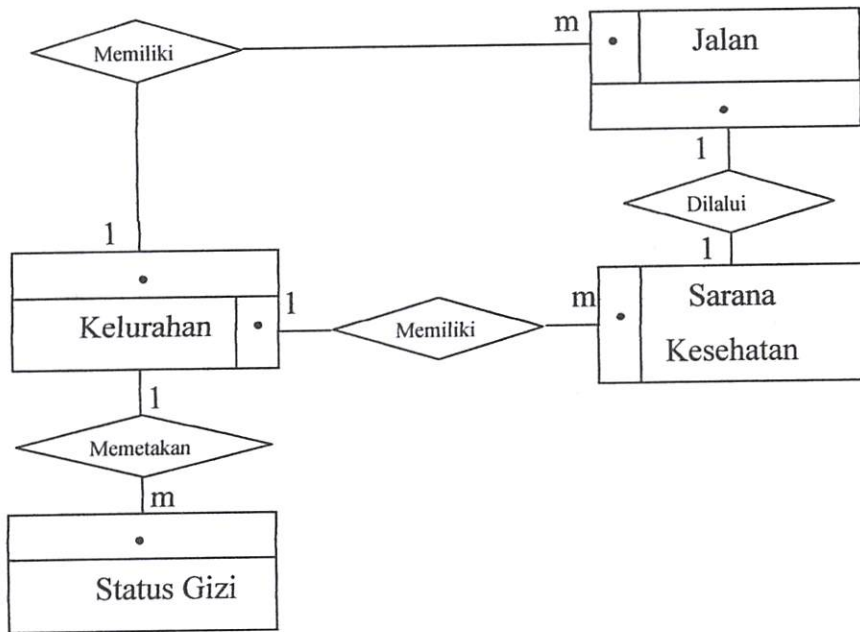 m
Jalan
Memiliki
1
Dilalui
1
1
Sarana
Kesehatan
1
m
Kelurahan
Memiliki
1
Memetakan
m
Status Gizi